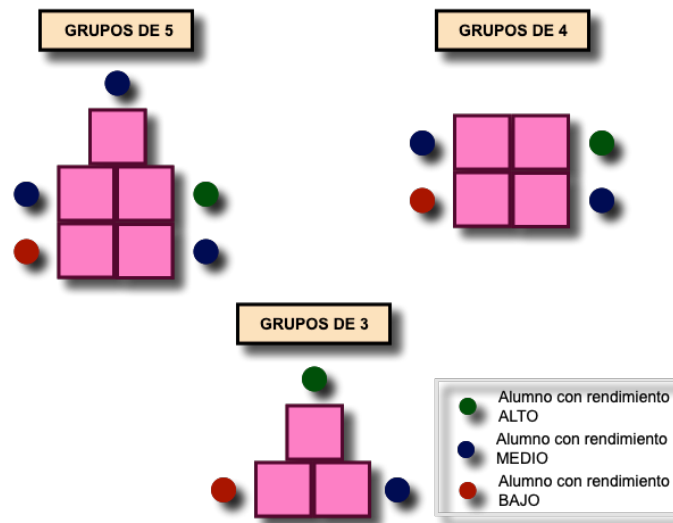 GRUPOS DE 5
GRUPOS DE 4
GRUPOS DE 3
Alumno con rendimiento
ALTO
Alumno con rendimiento
MEDIO
Alumno con rendimiento
BAJO